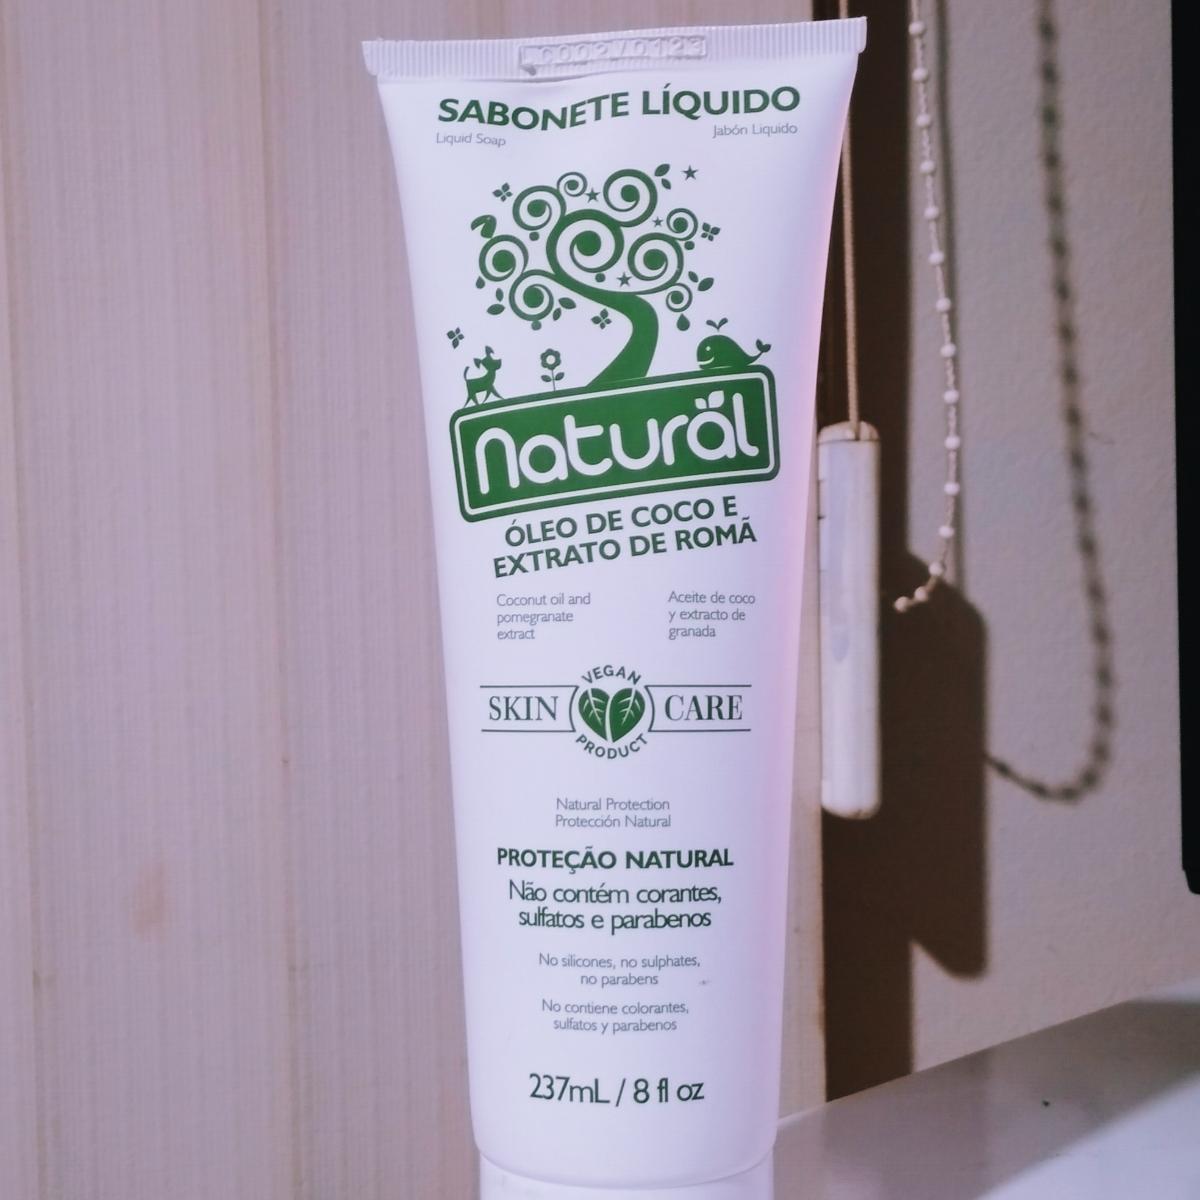 SABONETE LÍQUIDO
Liquid Soap
Jabón Liquido
naturäl
ÓLEO DE COCO E
EXTRATO DE ROMÃ
Coconut oil and
pomegranate
extract
Aceite de coco
y extracto de
granada
VEGAN
SKIN CARE
PRODUCT
Natural Protection
Protección Natural
PROTEÇÃO NATURAL
Não contém corantes,
sulfatos e parabenos
No silicones, no sulphates,
no parabens
No contiene colorantes,
sulfatos y parabenos
237mL / 8 fl oz